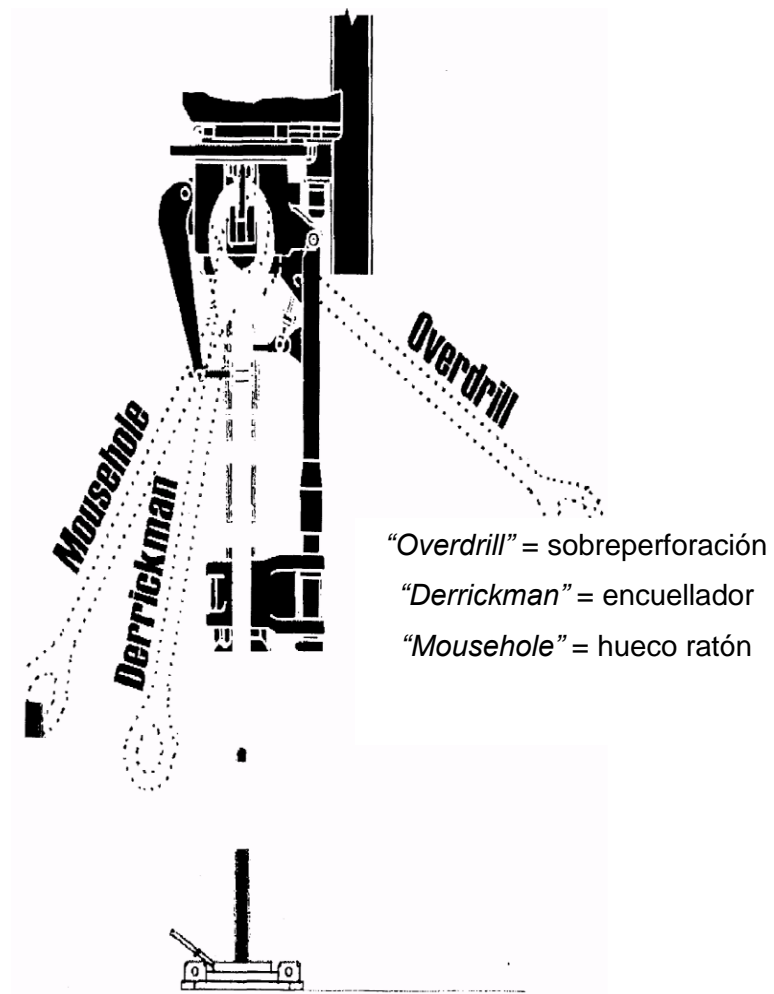 Overdrill
Mousehole
Derrickman
“Overdrill” = sobreperforación
“Derrickman” = encuellador
“Mousehole” = hueco ratón